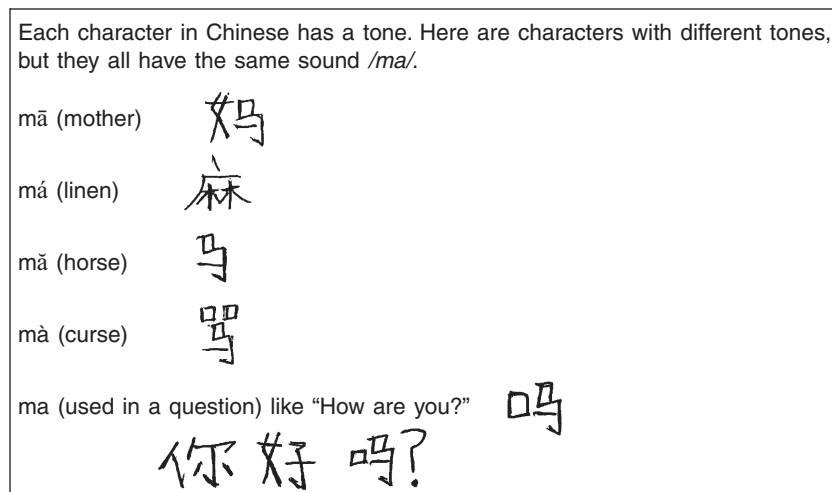 Each character in Chinese has a tone. Here are characters with different tones,
but they all have the same sound /ma/.
mā (mother) 妈
má (linen) 麻
mă (horse) 马
mà (curse) 骂
ma (used in a question) like “How are you?” 吗
你好吗?